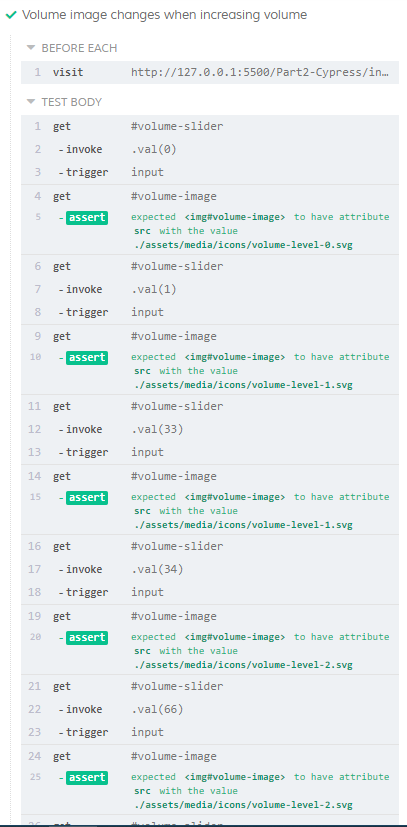 Volume image changes when increasing volume
BEFORE EACH
1 visit http://127.0.0.1:5500/Part2-Cypress/in…
TEST BODY
1 get #volume-slider
2 -invoke .val(0)
3 -trigger input
4 get #volume-image
5 -assert expected <img#volume-image> to have attribute
src with the value
./assets/media/icons/volume-level-0.svg
6 get #volume-slider
7 -invoke .val(1)
8 -trigger input
9 get #volume-image
10 -assert expected <img#volume-image> to have attribute
src with the value
./assets/media/icons/volume-level-1.svg
11 get #volume-slider
12 -invoke .val(33)
13 -trigger input
14 get #volume-image
15 -assert expected <img#volume-image> to have attribute
src with the value
./assets/media/icons/volume-level-1.svg
16 get #volume-slider
17 -invoke .val(34)
18 -trigger input
19 get #volume-image
20 -assert expected <img#volume-image> to have attribute
src with the value
./assets/media/icons/volume-level-2.svg
21 get #volume-slider
22 -invoke .val(66)
23 -trigger input
24 get #volume-image
25 -assert expected <img#volume-image> to have attribute
src with the value
./assets/media/icons/volume-level-2.svg